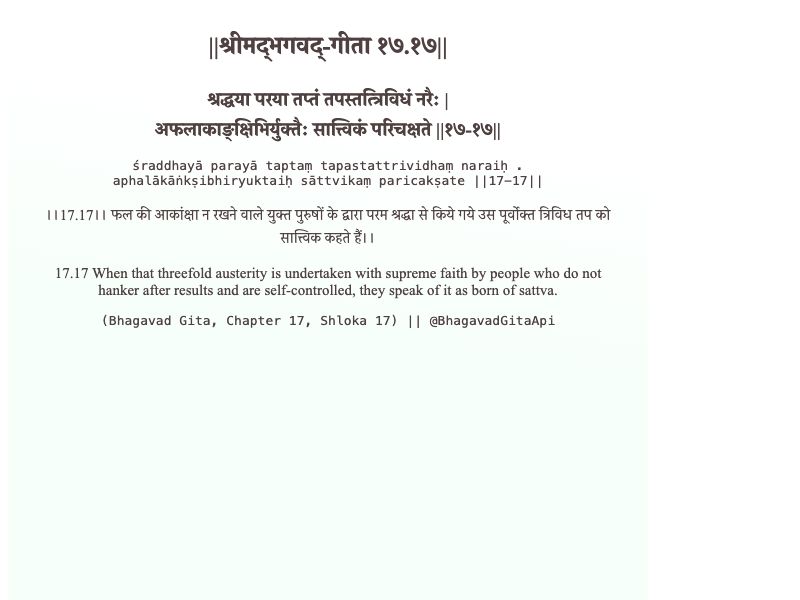 ||श्रीमद्‍भगवद्‍-गीता १७.१७||
श्रद्धया परया तप्तं तपस्तत्त्रिविधं नरैः |
अफलाकाङ्क्षिभिर्युक्तैः सात्त्विकं परिचक्षते ||१७-१७||
śraddhayā parayā taptaṃ tapastattrividhaṃ naraiḥ .
aphalākāṅkṣibhiryuktaiḥ sāttvikaṃ paricakṣate ||17-17||
।।17.17।। फल की आकांक्षा न रखने वाले युक्त पुरुषों के द्वारा परम श्रद्धा से किये गये उस पूर्वोक्त त्रिविध तप को
सात्त्विक कहते हैं।।
17.17 When that threefold austerity is undertaken with supreme faith by people who do not
hanker after results and are self-controlled, they speak of it as born of sattva.
(Bhagavad Gita, Chapter 17, Shloka 17) || @BhagavadGitaApi